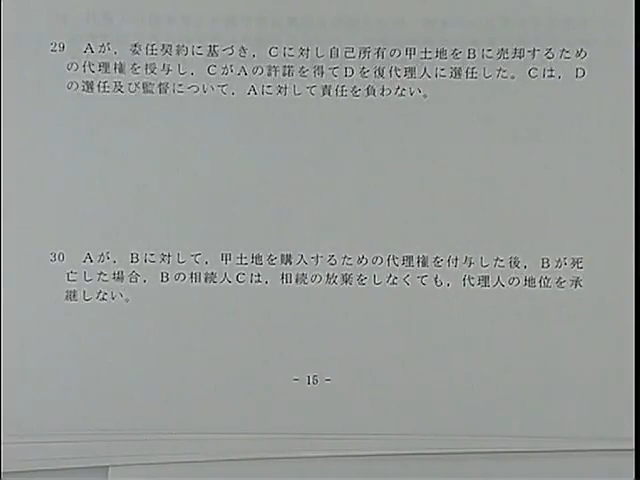 29 Aが，委任契約に基づき，Cに対し自己所有の甲土地をBに売却するため
の代理権を授与し，CがAの許諾を得てDを復代理人に選任した。Cは，D
の選任及び監督について，Aに対して責任を負わない。
30 Aが，Bに対して，甲土地を購入するための代理権を付与した後，Bが死
亡した場合，Bの相続人Cは，相続の放棄をしなくても，代理人の地位を承
継しない。
- 15 -